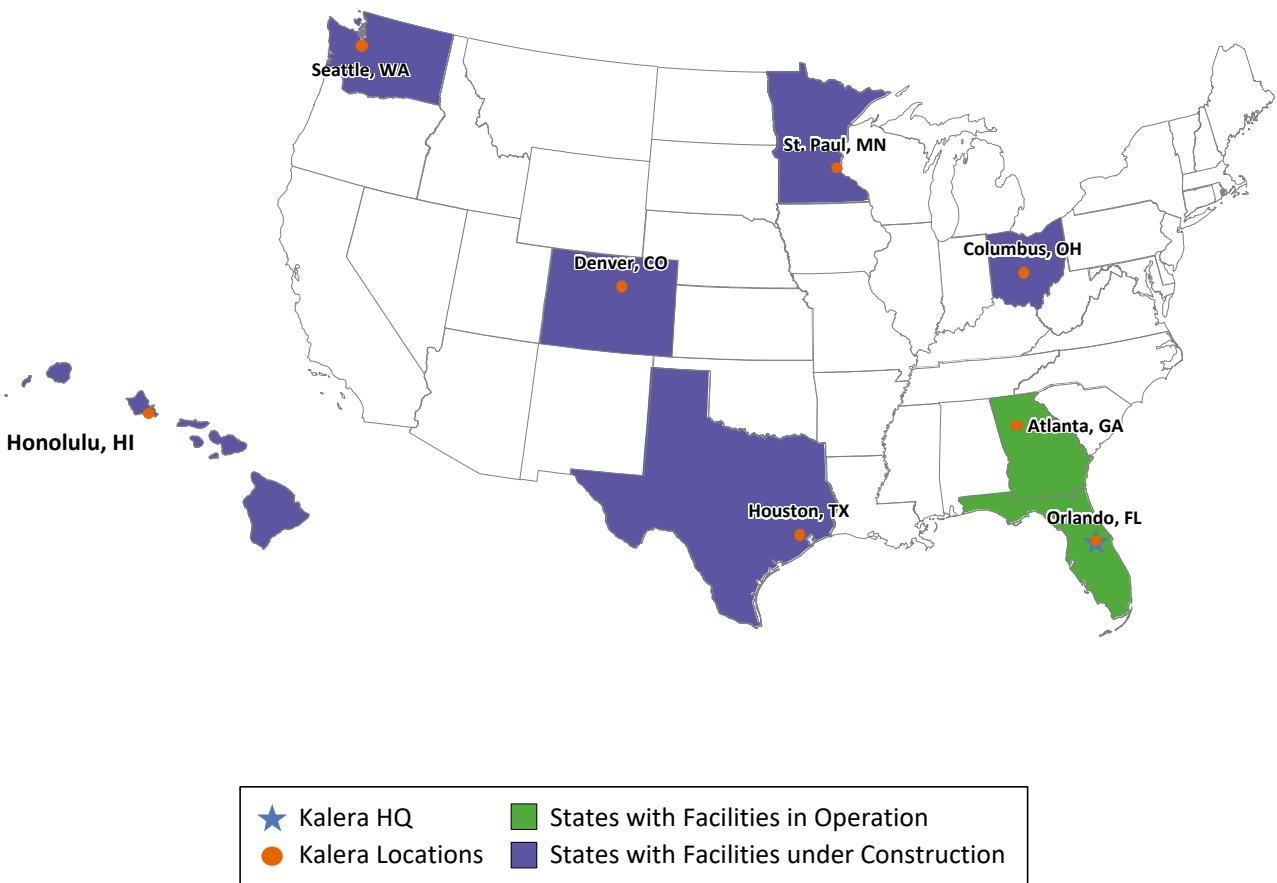 Seattle, WA
St. Paul, MN
Columbus, OH
Denver, CO
Atlanta, GA
Honolulu, HI
Houston, TX
Orlando, FL
Kalera HQ
States with Facilities in Operation
Kalera Locations
States with Facilities under Construction